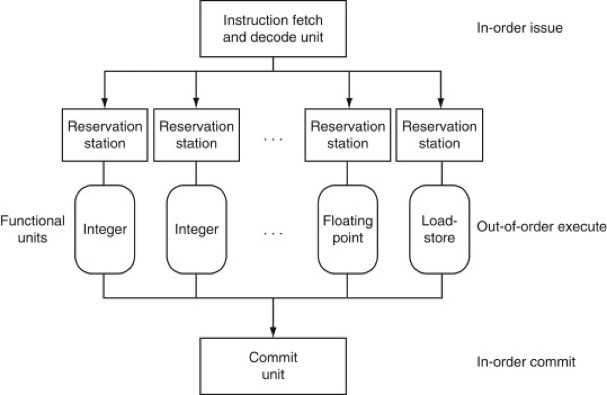 Instruction fetch
and decode unit
In-order issue
Reservation
station
Reservation
station
. . .
Reservation
station
Reservation
station
Functional
units
Integer
Integer
. . .
Floating
point
Load-
store
Out-of-order execute
Commit
unit
In-order commit